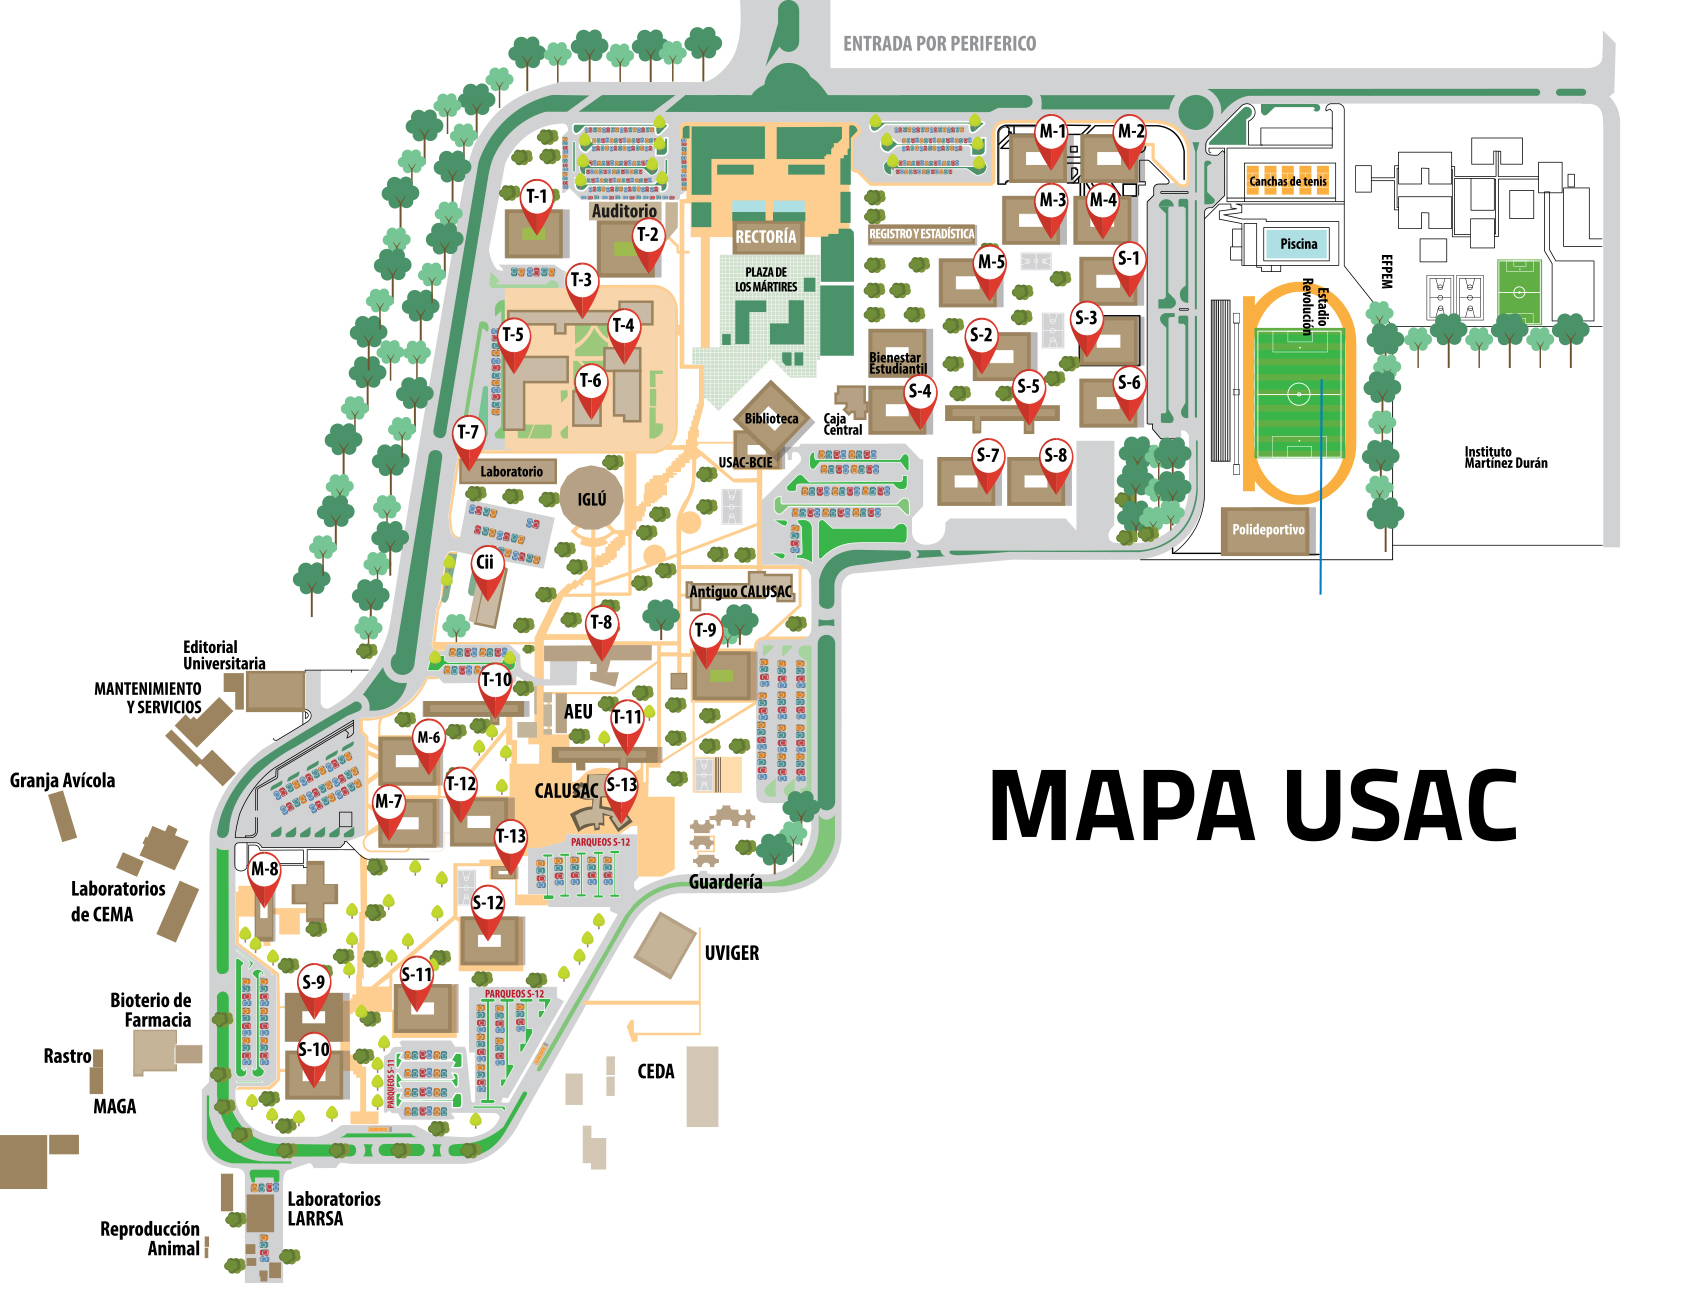 ENTRADA POR PERIFERICO
M-1
M-2
T-1
Auditorio
T-2
RECTORÍA
REGISTRO Y ESTADÍSTICA
M-3
M-4
Canchas de tenis
Piscina
EFPEM
Estadio
Revolución
T-3
PLAZA DE
LOS MÁRTIRES
M-5
S-1
T-5
T-4
T-6
S-2
S-3
Bienestar
Estudiantil
S-4
S-5
S-6
T-7
Laboratorio
IGLÚ
Biblioteca
USAC-BCIE
Caja
Central
S-7
S-8
Instituto
Martínez Durán
Polideportivo
Cii
Antiguo CALUSAC
T-8
T-9
Editorial
Universitaria
MANTENIMIENTO
Y SERVICIOS
T-10
AEU
T-11
M-6
Granja Avícola
M-7
T-12
CALUSAC
S-13
MAPA USAC
T-13
PARQUEOS S-12
M-8
Laboratorios
de CEMA
S-12
Guardería
UVIGER
S-9
S-11
PARQUEOS S-12
Bioterio de
Farmacia
S-10
Rastro
MAGA
PARQUEOS S-11
CEDA
Laboratorios
LARRSA
Reproducción
Animal